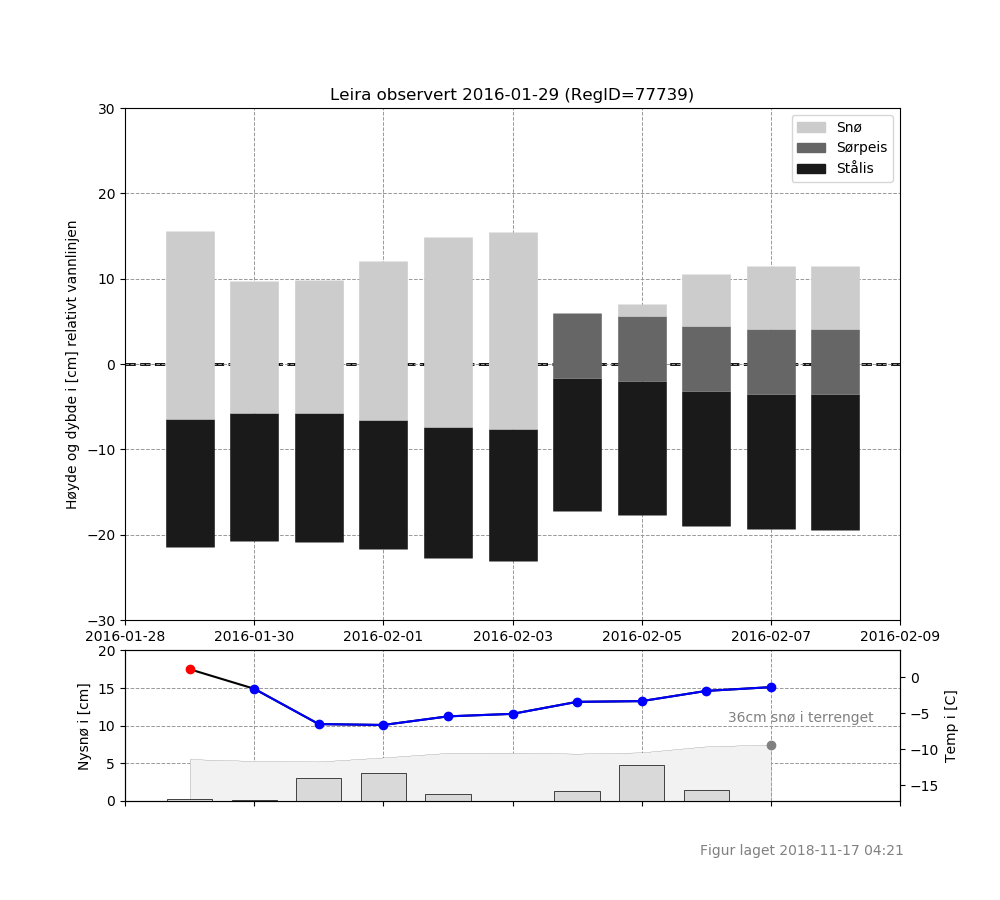 Leira observert 2016-01-29 (RegID=77739)
Høyde og dybde i [cm] relativt vannlinjen
30
20
10
0
−10
−20
−30
Snø
Sørpeis
Stålis
2016-01-28
2016-01-30
2016-02-01
2016-02-03
2016-02-05
2016-02-07
2016-02-09
Nysnø i [cm]
20
15
10
5
0
36cm snø i terrenget
0
−5
−10
−15
Temp i [C]
Figur laget 2018-11-17 04:21